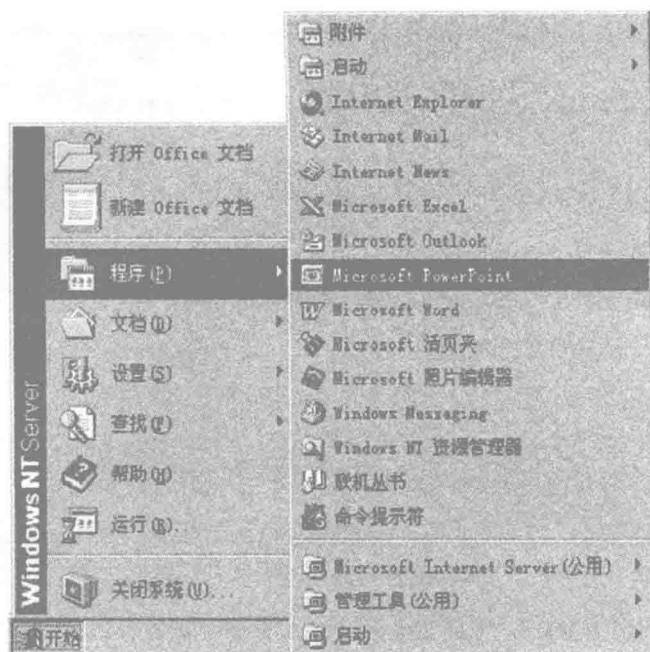 打开 Office 文档
新建 Office 文档
程序(P)
文档(D)
设置(S)
查找(F)
帮助(H)
运行(R)...
关闭系统(U)...
Windows NT Server
开始
附件
启动
Internet Explorer
Internet Mail
Internet News
Microsoft Excel
Microsoft Outlook
Microsoft PowerPoint
Microsoft Word
Microsoft 活页夹
Microsoft 照片编辑器
Windows Messaging
Windows NT 资源管理器
联机丛书
命令提示符
Microsoft Internet Server(公用)
管理工具(公用)
启动